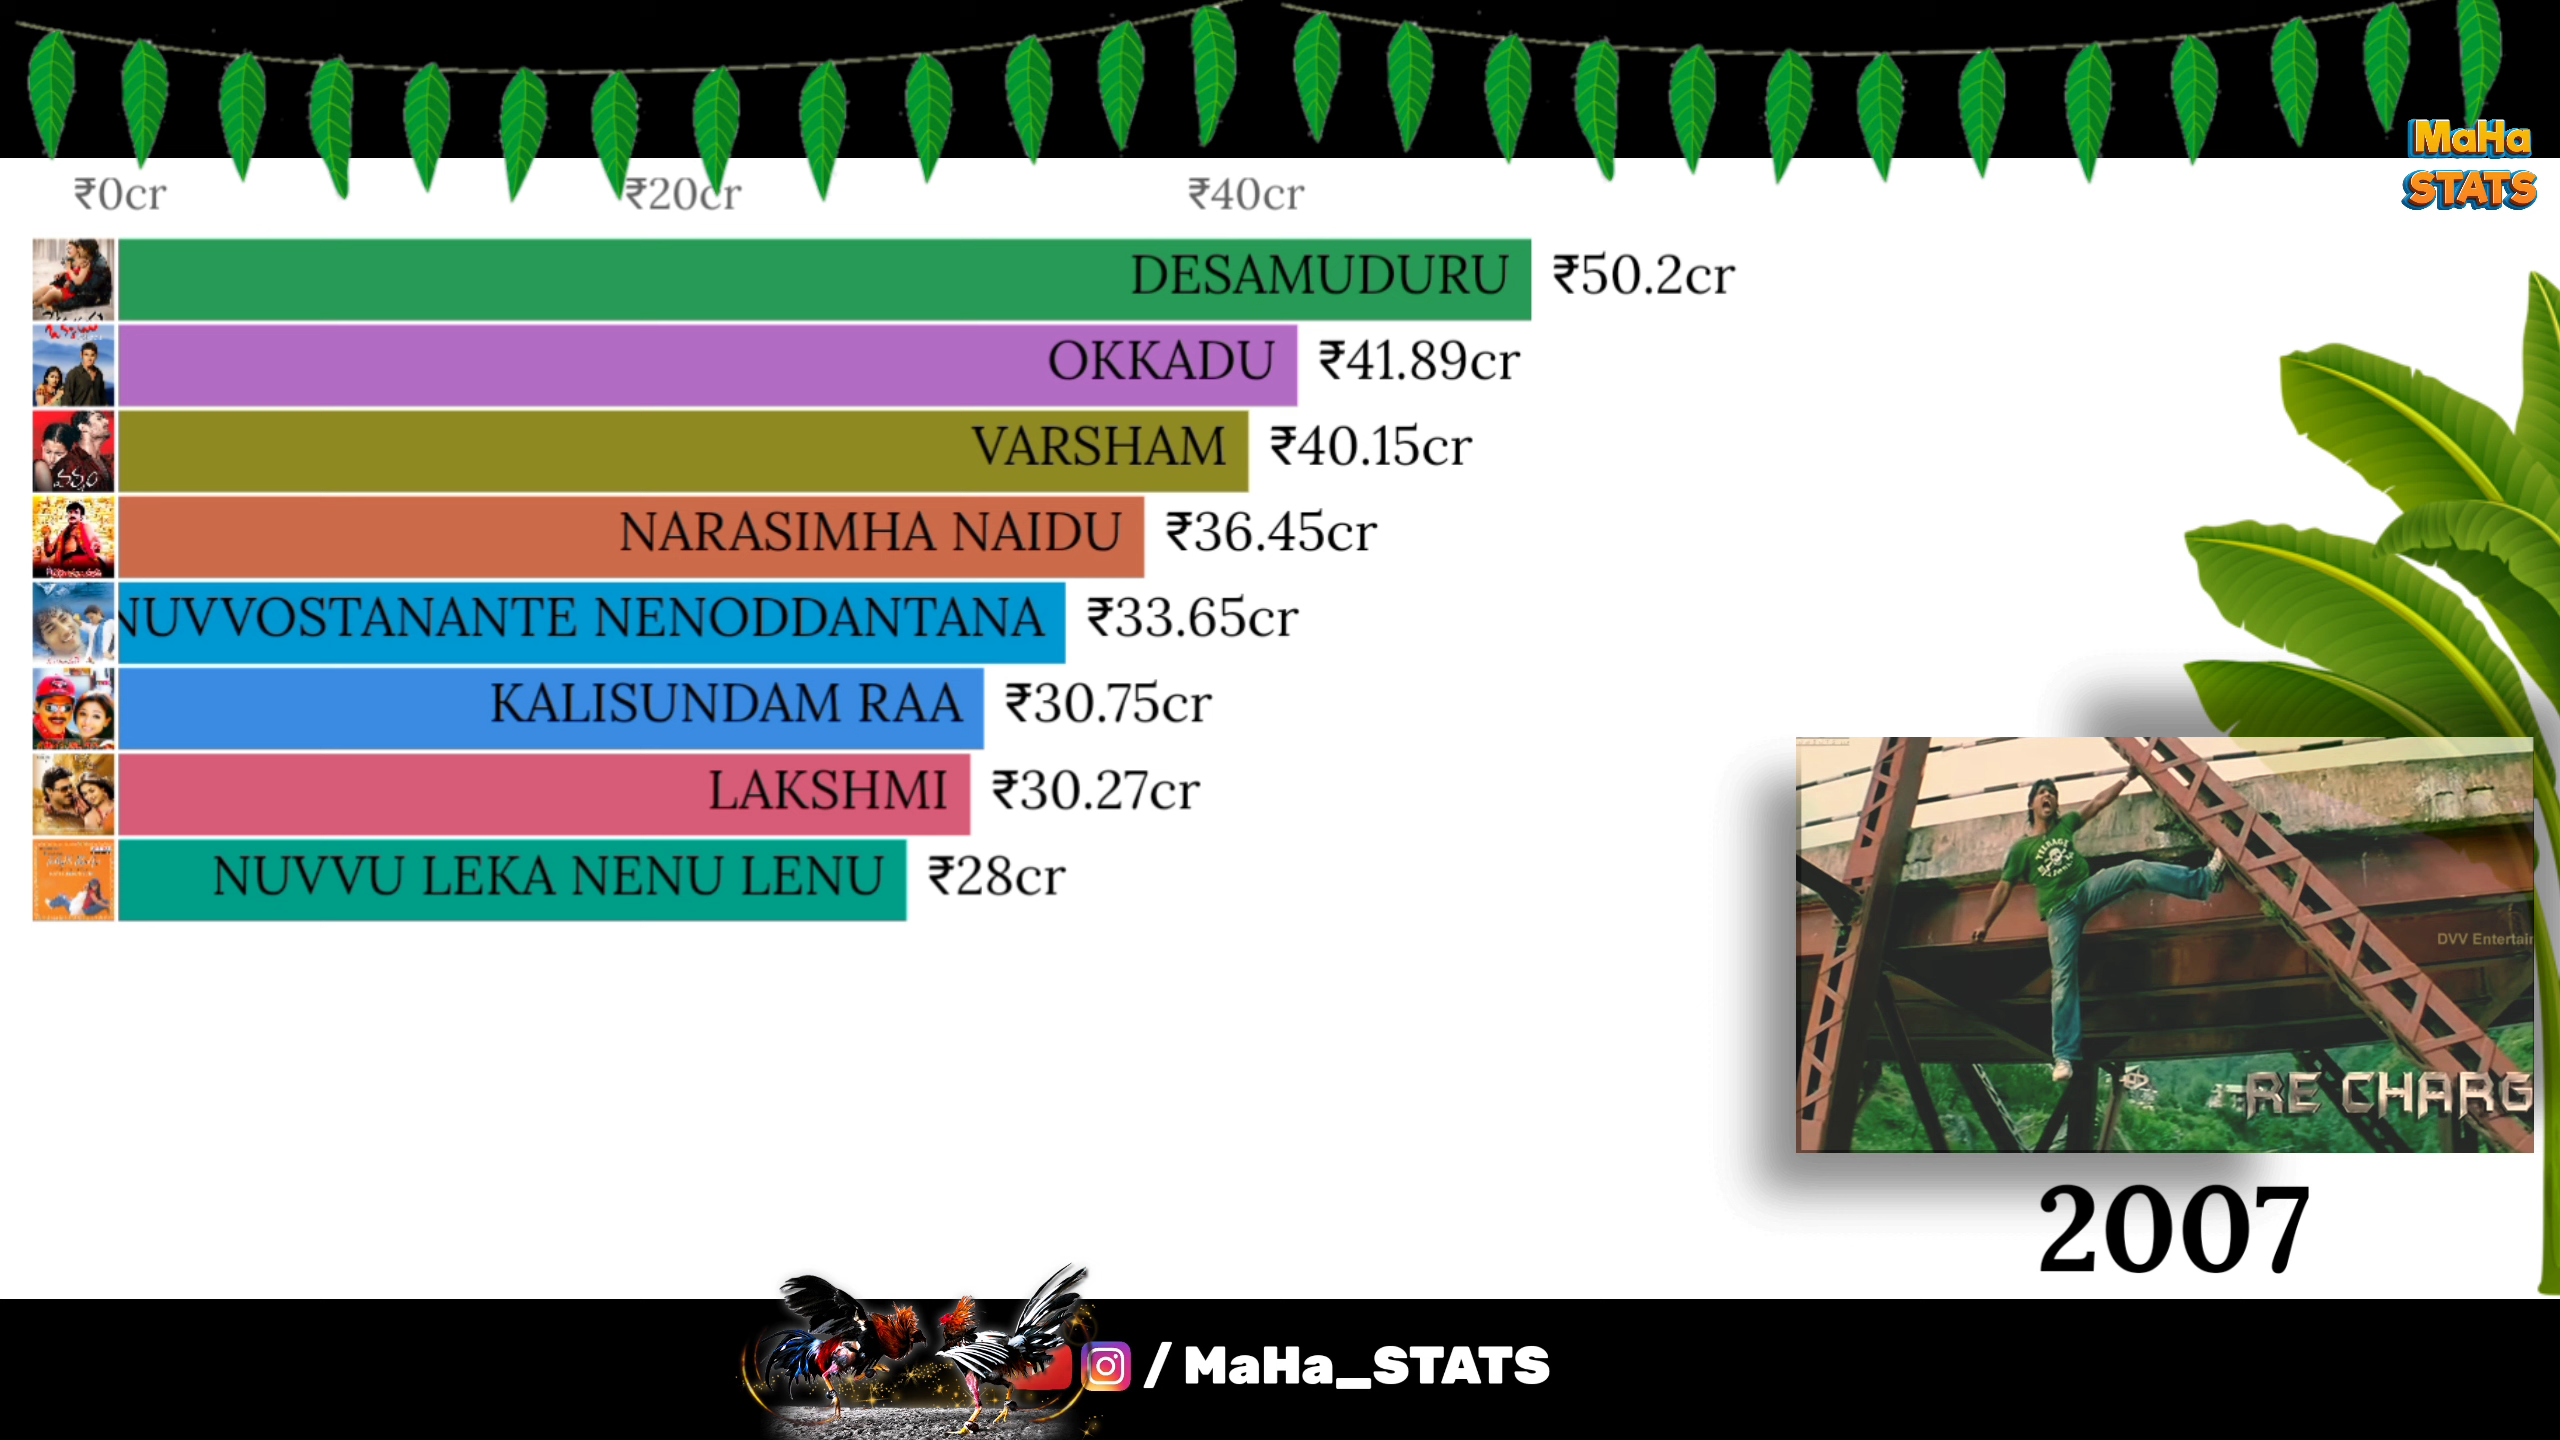 MaHa
STATS
₹0cr ₹20cr ₹40cr
DESAMUDURU ₹50.2cr
OKKADU ₹41.89cr
VARSHAM ₹40.15cr
NARASIMHA NAIDU ₹36.45cr
NUVVOSTANANTE NENODDANTANA ₹33.65cr
KALISUNDAM RAA ₹30.75cr
LAKSHMI ₹30.27cr
NUVVU LEKA NENU LENU ₹28cr
DVV Entertain
RE CHARG
2007
/ MaHa_STATS